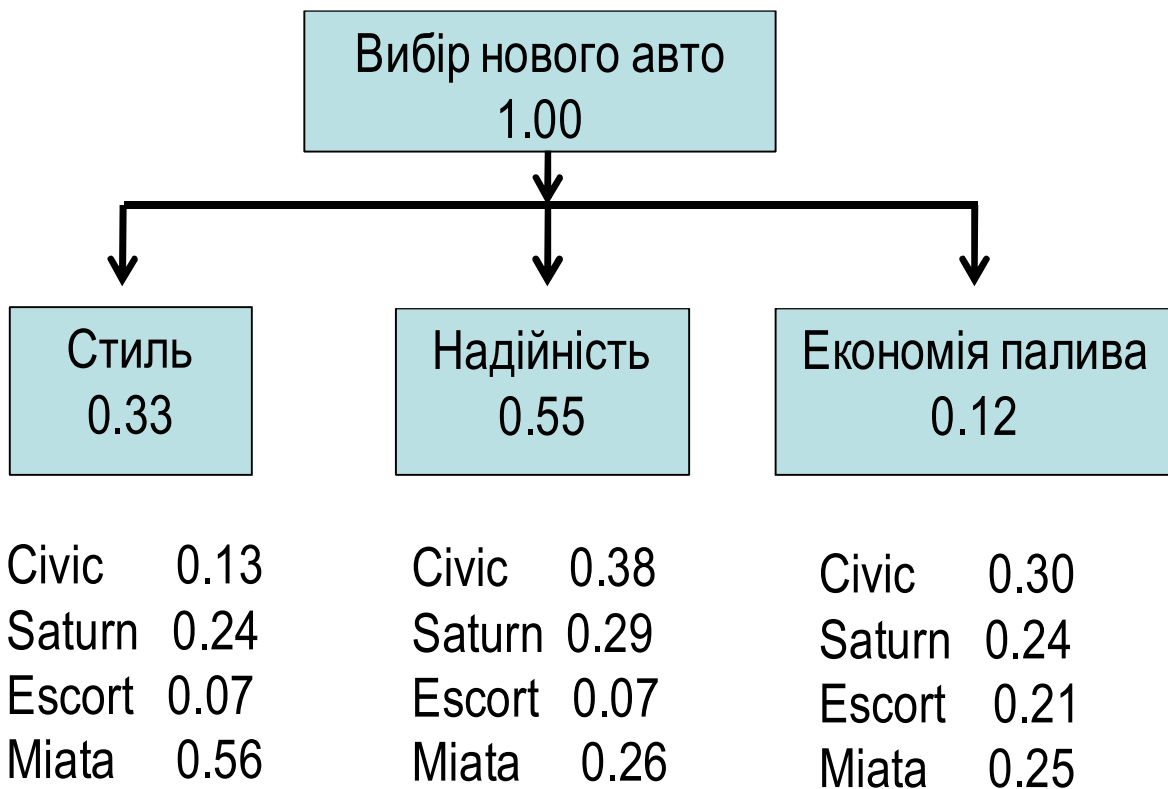 Вибір нового авто
1.00
Стиль
0.33
Надійність
0.55
Економія палива
0.12
Civic 0.13
Saturn 0.24
Escort 0.07
Miata 0.56
Civic 0.38
Saturn 0.29
Escort 0.07
Miata 0.26
Civic 0.30
Saturn 0.24
Escort 0.21
Miata 0.25